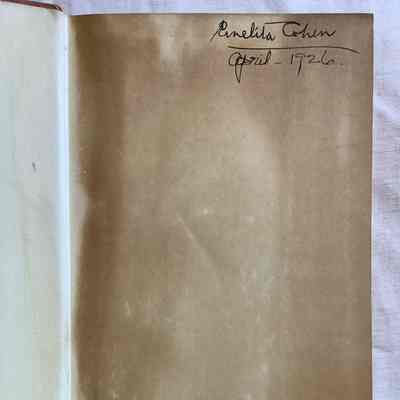 Emelita Cohen
April - 1926.